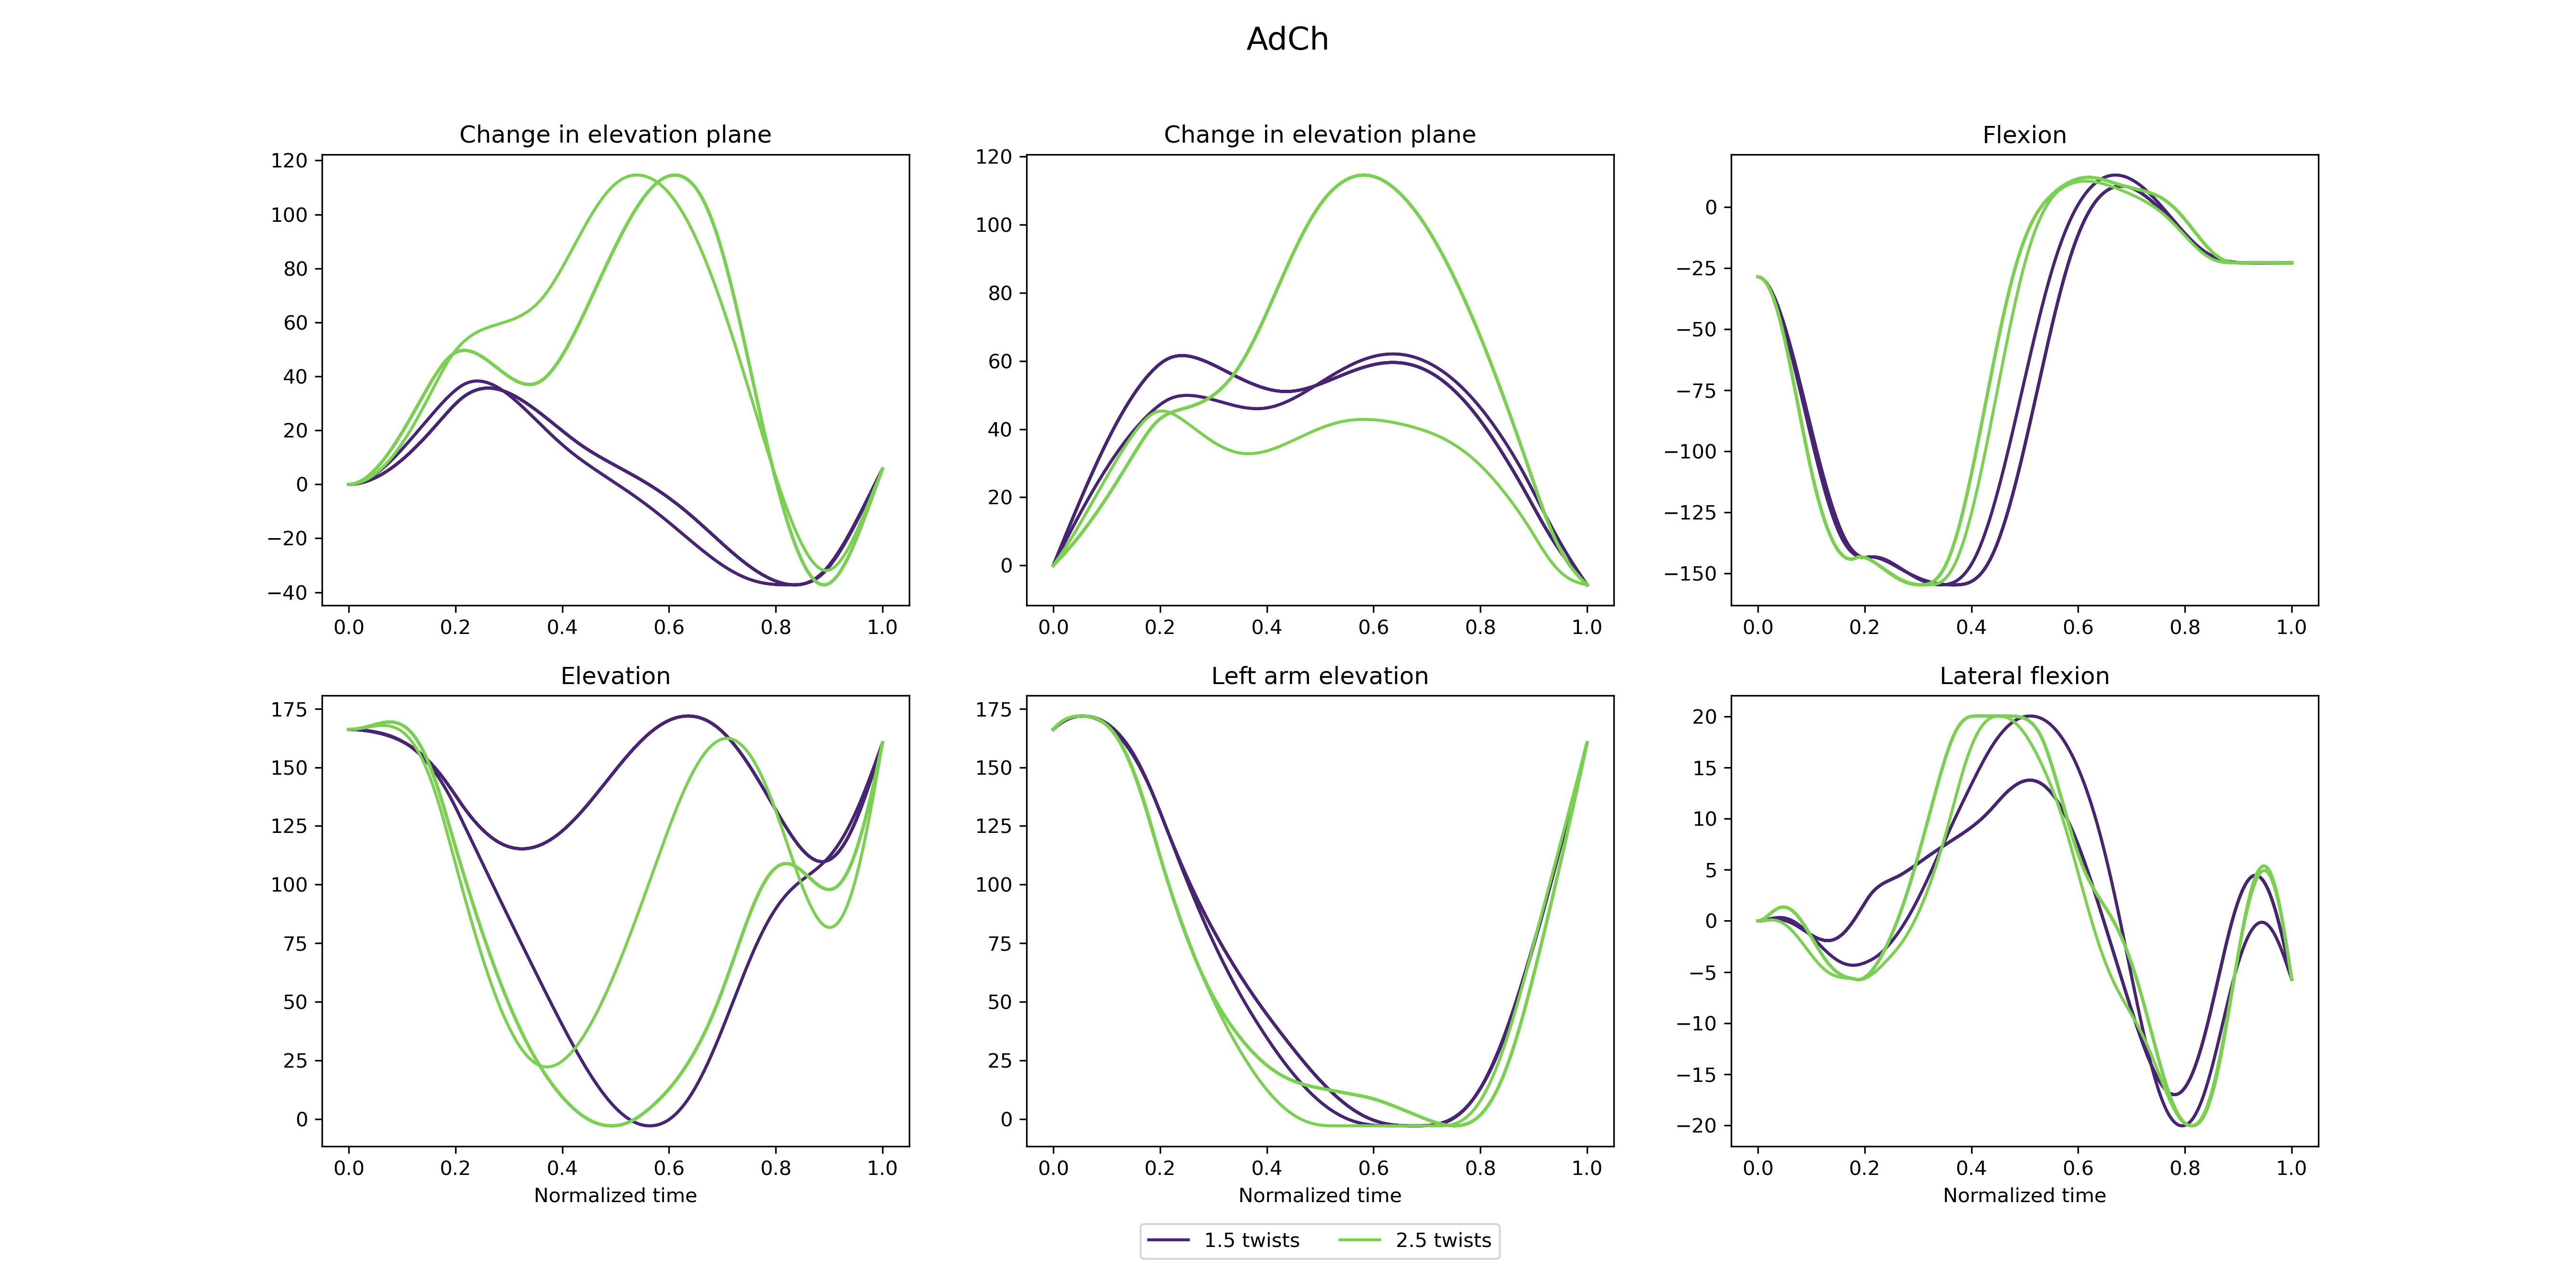 AdCh
Change in elevation plane
120
100
80
60
40
20
0
−20
−40
0.0 0.2 0.4 0.6 0.8 1.0
Change in elevation plane
120
100
80
60
40
20
0
0.0 0.2 0.4 0.6 0.8 1.0
Flexion
0
−25
−50
−75
−100
−125
−150
0.0 0.2 0.4 0.6 0.8 1.0
Elevation
175
150
125
100
75
50
25
0
0.0 0.2 0.4 0.6 0.8 1.0
Normalized time
Left arm elevation
175
150
125
100
75
50
25
0
0.0 0.2 0.4 0.6 0.8 1.0
Normalized time
Lateral flexion
20
15
10
5
0
−5
−10
−15
−20
0.0 0.2 0.4 0.6 0.8 1.0
Normalized time
1.5 twists 2.5 twists